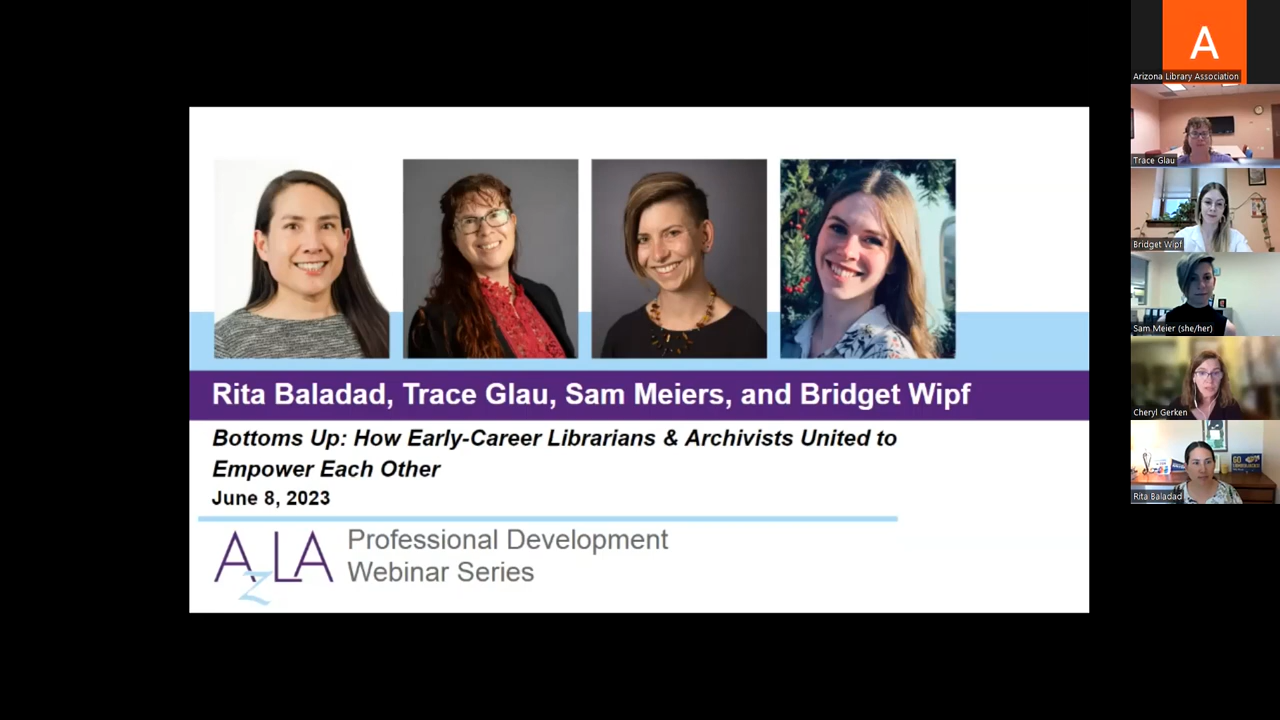 Rita Baladad, Trace Glau, Sam Meiers, and Bridget Wipf
Bottoms Up: How Early-Career Librarians & Archivists United to
Empower Each Other
June 8, 2023
AzLA
Professional Development
Webinar Series
A
Arizona Library Association
Trace Glau
Bridget Wipf
Sam Meier (she/her)
Cheryl Gerken
Rita Baladad